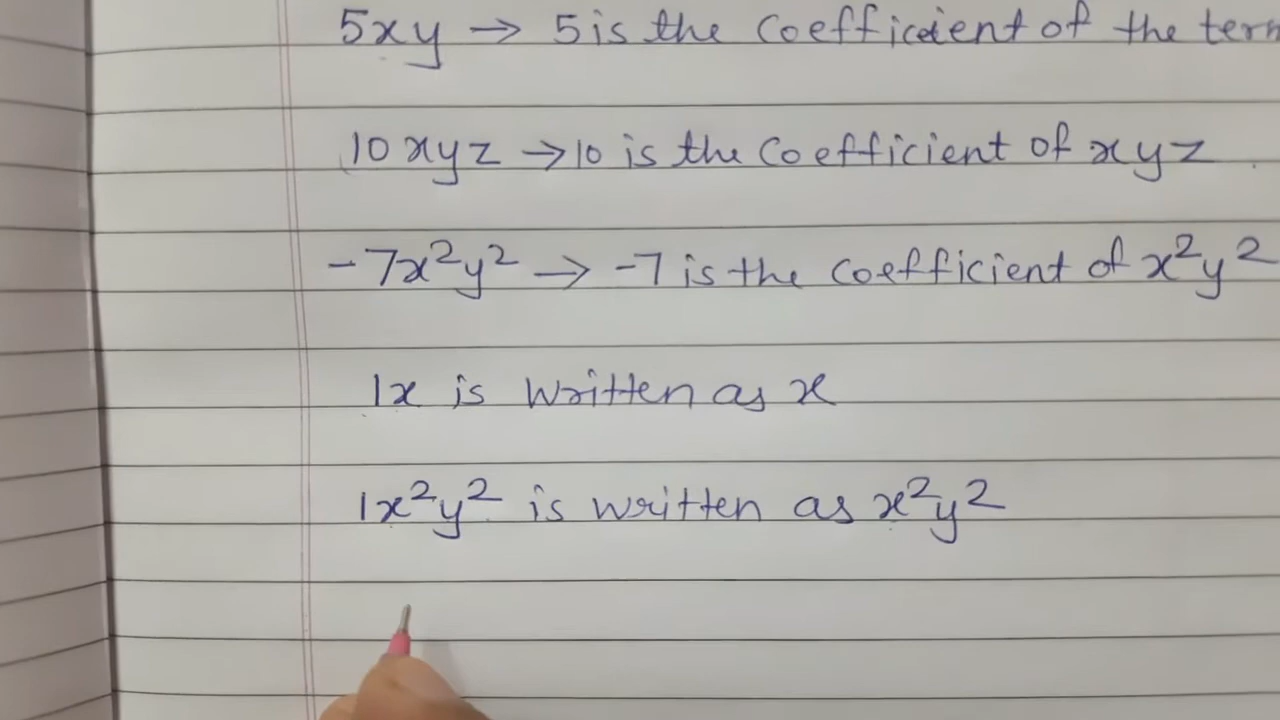 5xy → 5 is the coefficient of the term
10xyz → 10 is the coefficient of xyz
-7x²y² → -7 is the coefficient of x²y²
1x is written as x
1x²y² is written as x²y²